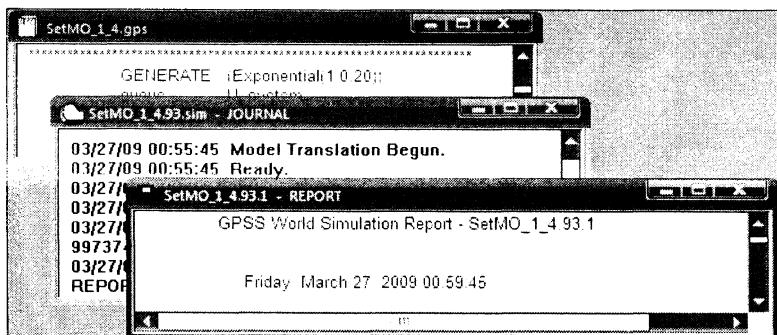 SetMO_1_4.gps
**********************************************************************
GENERATE (Exponential(1,0,20));
queue
SetMO_1_4.93.sim - JOURNAL
03/27/09 00:55:45 Model Translation Begun.
03/27/09 00:55:45 Ready.
03/27/
03/27/
03/27/
99737
03/27/
REPOR
SetMO_1_4.93.1 - REPORT
GPSS World Simulation Report - SetMO_1_4.93.1
Friday, March 27, 2009 00:59:45